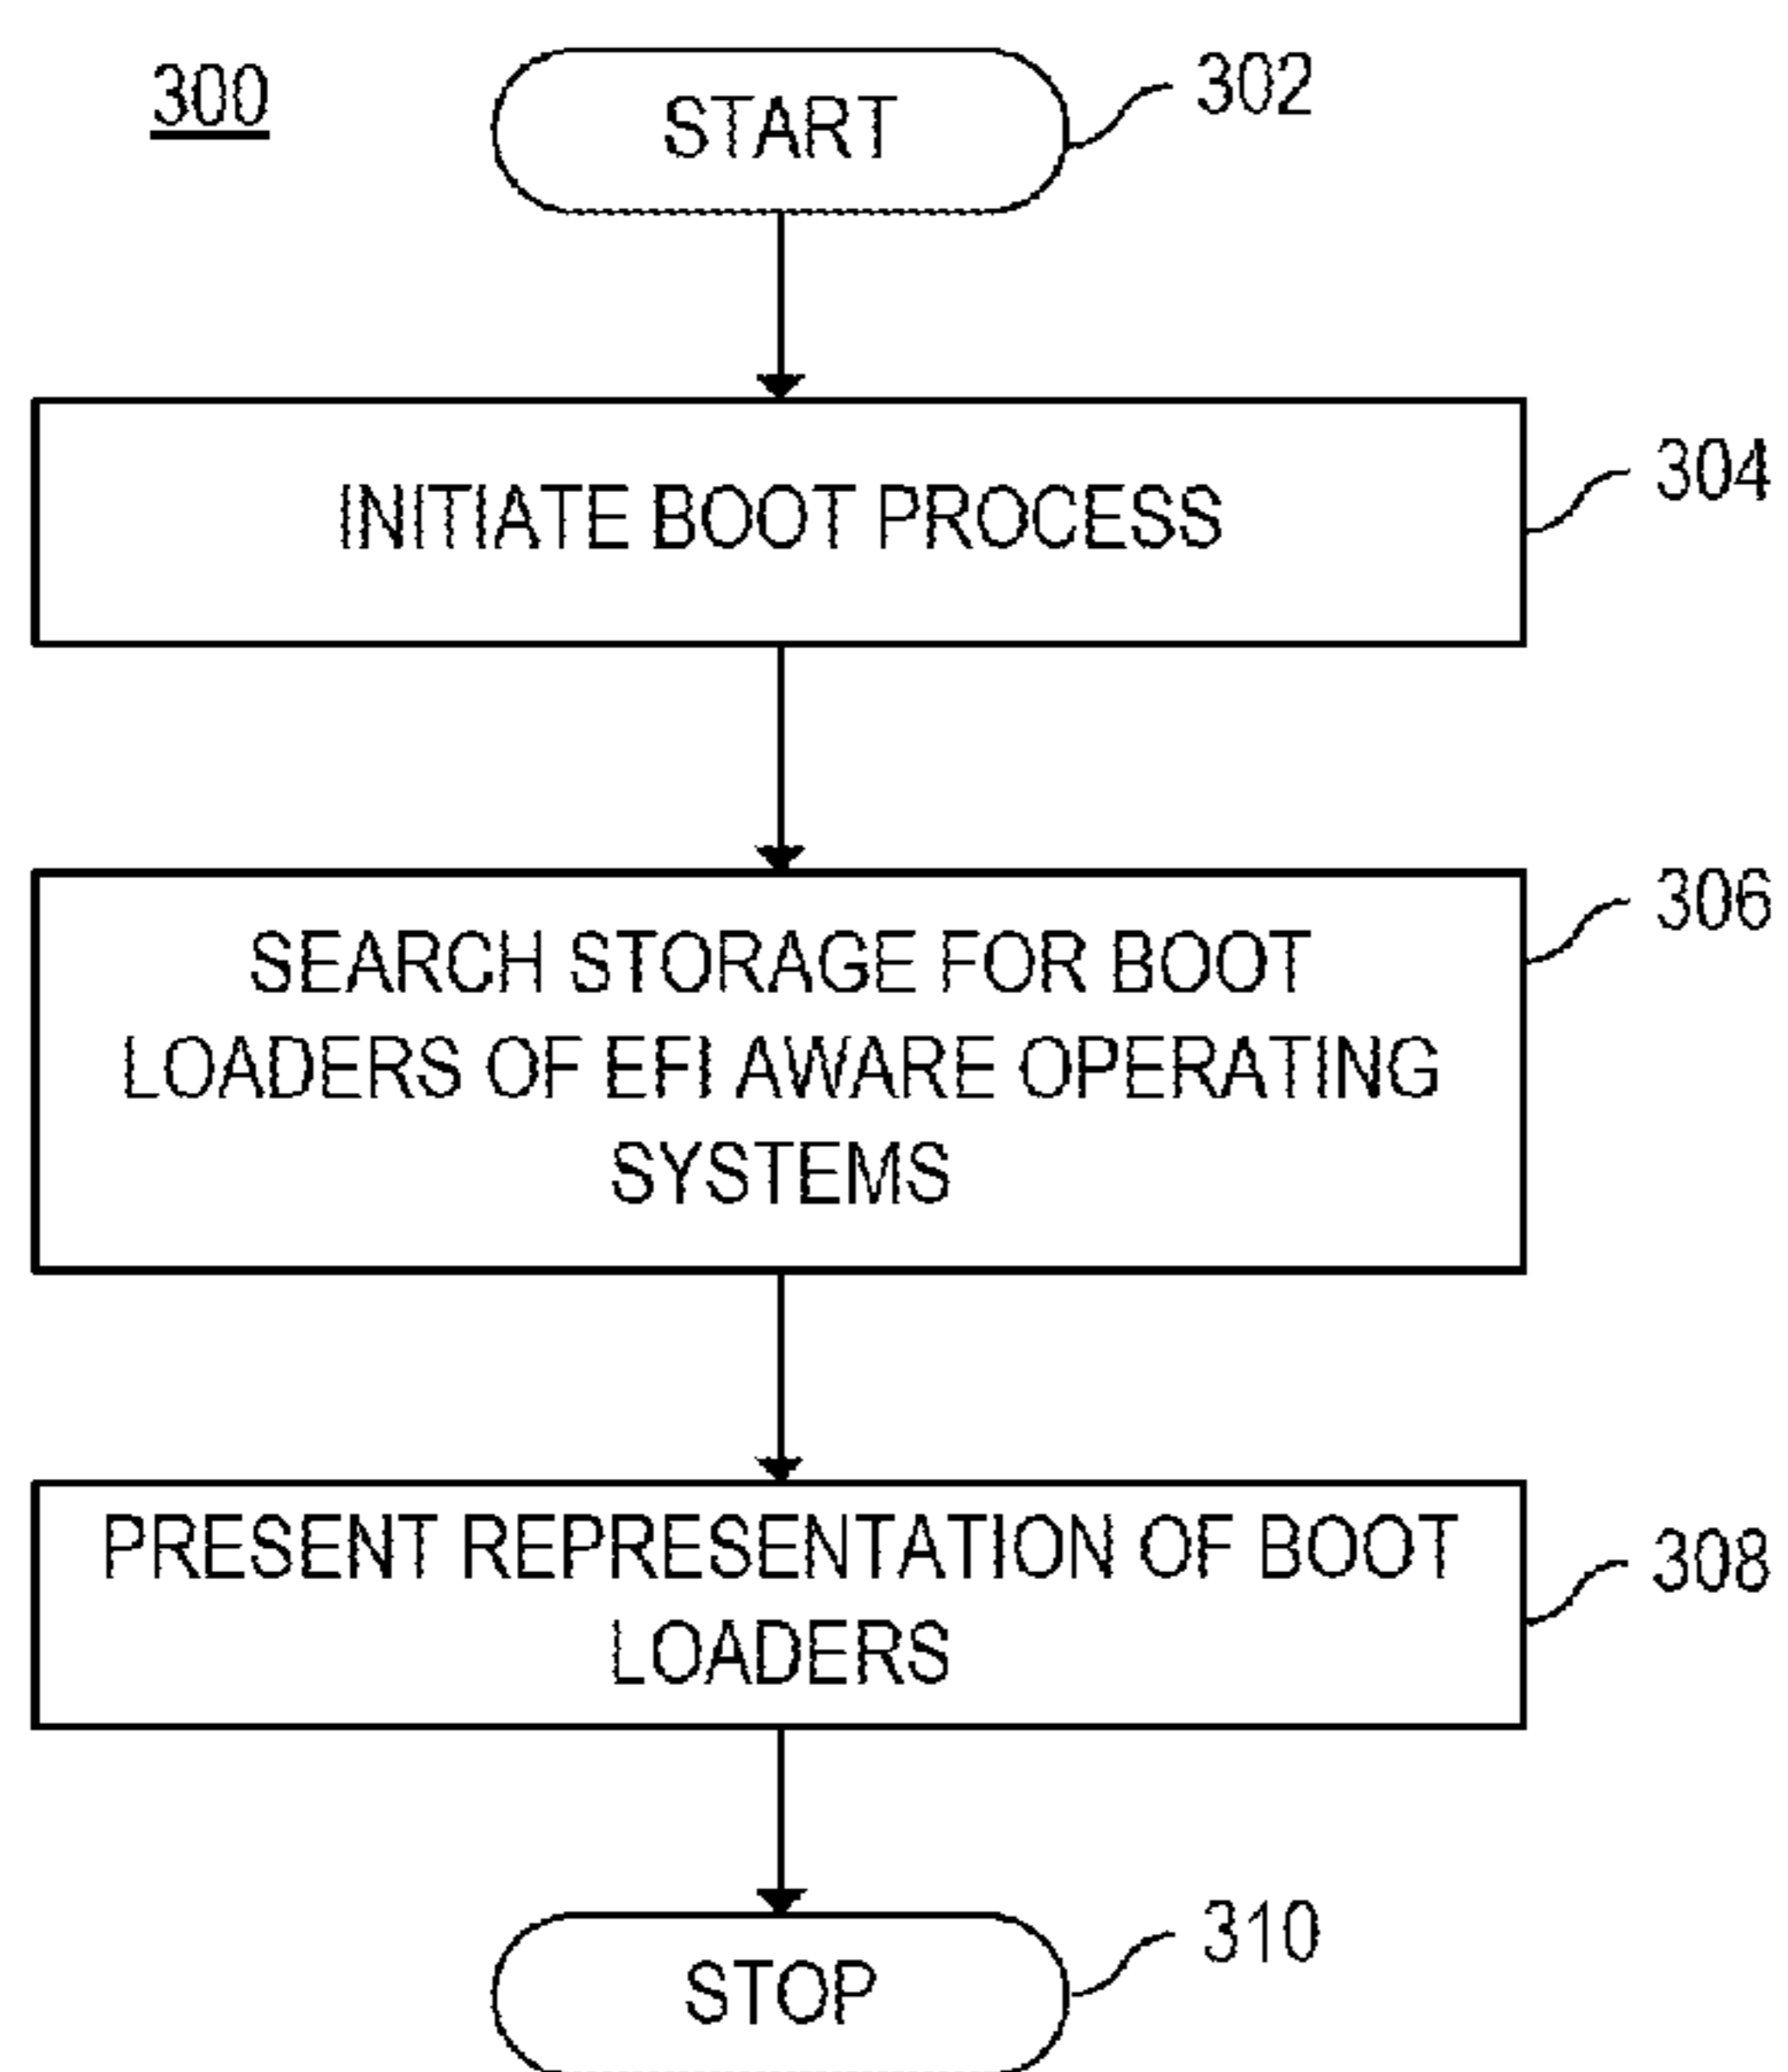 300
START
302
INITIATE BOOT PROCESS
304
306
SEARCH STORAGE FOR BOOT
LOADERS OF EFI AWARE OPERATING
SYSTEMS
PRESENT REPRESENTATION OF BOOT
LOADERS
308
310
STOP